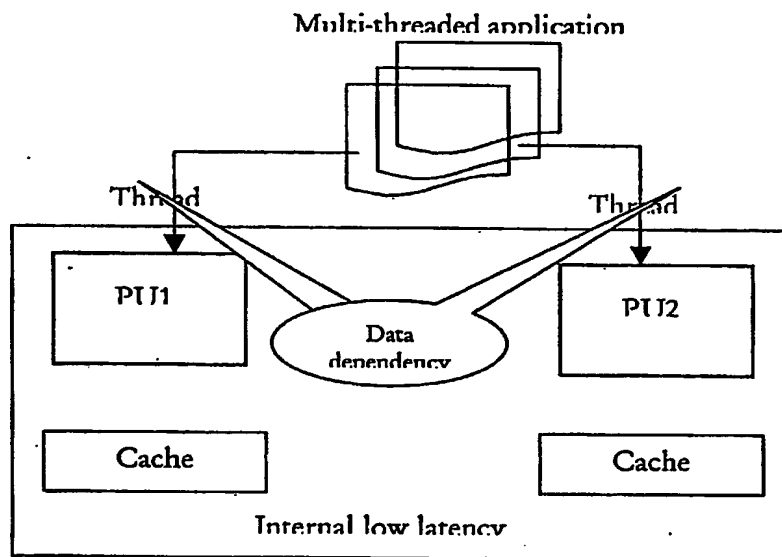 Multi-threaded application
Thread
Thread
PU1
PU2
Data
dependency
Cache
Cache
Internal low latency